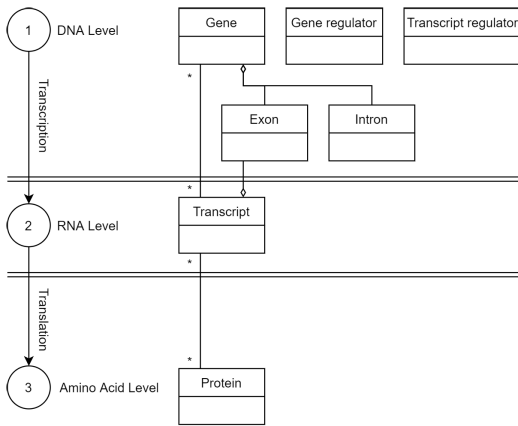 1
DNA Level
Gene
Gene regulator
Transcript regulator
*
Transcription
Exon
Intron
*
2
RNA Level
Transcript
*
Translation
*
3
Amino Acid Level
Protein